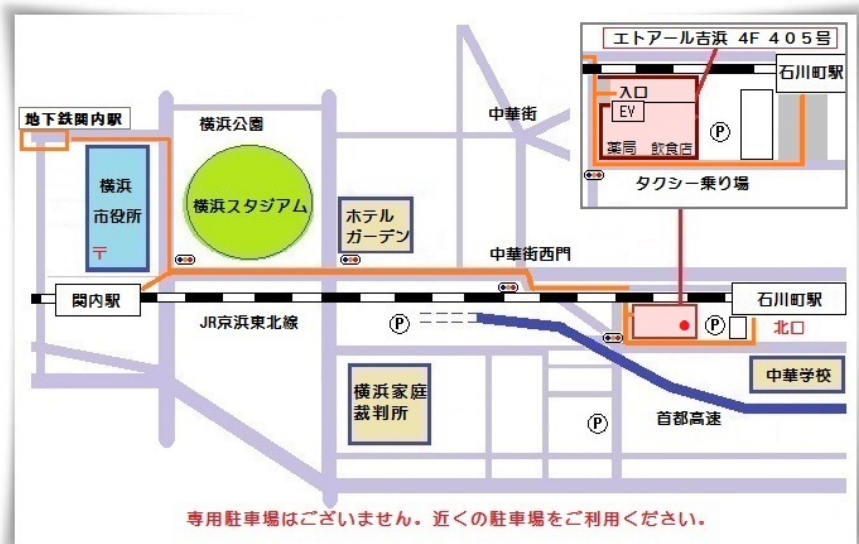 エトアール吉浜 4F 405号
石川町駅
入口
EV
薬局 飲食店
P
タクシー乗り場
地下鉄関内駅
横浜公園
中華街
横浜
市役所
〒
横浜スタジアム
ホテル
ガーデン
中華街西門
関内駅
石川町駅
JR京浜東北線
P
P
北口
横浜家庭
裁判所
中華学校
P
首都高速
専用駐車場はございません。近くの駐車場をご利用ください。